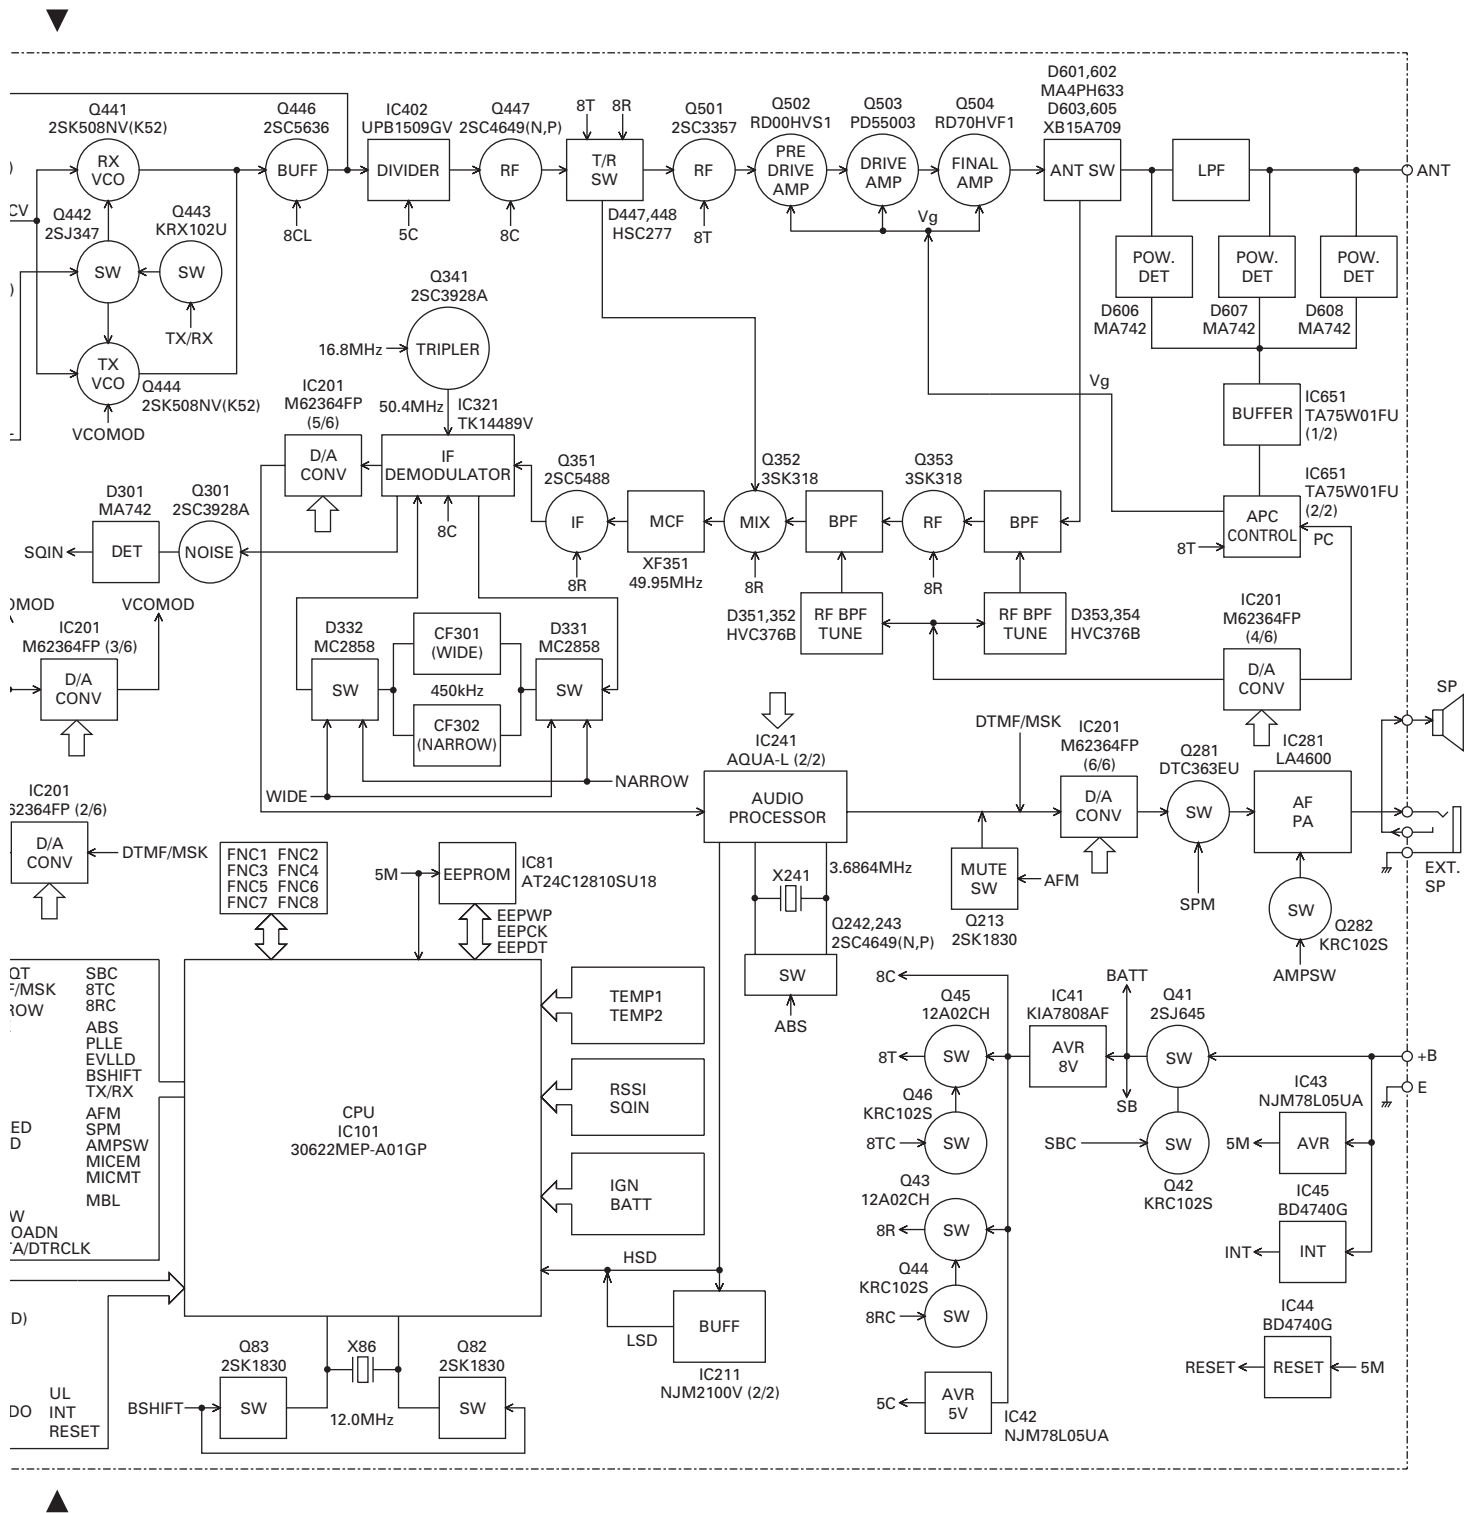 Q441
2SK508NV(K52)
RX
VCO
Q446
2SC5636
BUFF
8CL
IC402
UPB1509GV
DIVIDER
5C
Q447
2SC4649(N,P)
RF
8C
8T
8R
T/R
SW
D447,448
HSC277
Q501
2SC3357
RF
8T
Q502
RD00HVS1
PRE
DRIVE
AMP
Q503
PD55003
DRIVE
AMP
Q504
RD70HVF1
FINAL
AMP
Vg
D601,602
MA4PH633
D603,605
XB15A709
ANT SW
LPF
ANT
CV
Q442
2SJ347
SW
Q443
KRX102U
SW
TX/RX
TX
VCO
Q444
2SK508NV(K52)
VCOMOD
Q341
2SC3928A
16.8MHz
TRIPLER
50.4MHz
POW.
DET
D606
MA742
POW.
DET
D607
MA742
POW.
DET
D608
MA742
Vg
BUFFER
IC651
TA75W01FU
(1/2)
IC651
TA75W01FU
(2/2)
APC
CONTROL
8T
PC
IC201
M62364FP
(5/6)
D/A
CONV
IC321
TK14489V
IF
DEMODULATOR
8C
Q351
2SC5488
IF
8R
MCF
XF351
49.95MHz
Q352
3SK318
MIX
8R
BPF
Q353
3SK318
RF
8R
BPF
D301
MA742
SQIN
DET
Q301
2SC3928A
NOISE
D351,352
HVC376B
RF BPF
TUNE
RF BPF
TUNE
D353,354
HVC376B
IC201
M62364FP
(4/6)
D/A
CONV
OMOD
VCOMOD
IC201
M62364FP (3/6)
D/A
CONV
D332
MC2858
SW
CF301
(WIDE)
450kHz
CF302
(NARROW)
D331
MC2858
SW
NARROW
WIDE
IC201
62364FP (2/6)
D/A
CONV
DTMF/MSK
IC241
AQUA-L (2/2)
AUDIO
PROCESSOR
DTMF/MSK
IC201
M62364FP
(6/6)
D/A
CONV
Q281
DTC363EU
SW
SPM
IC281
LA4600
AF
PA
SP
EXT.
SP
MUTE
SW
AFM
Q213
2SK1830
SW
Q282
KRC102S
AMPSW
X241
3.6864MHz
Q242,243
2SC4649(N,P)
SW
ABS
FNC1 FNC2
FNC3 FNC4
FNC5 FNC6
FNC7 FNC8
5M
EEPROM
IC81
AT24C12810SU18
EEPWP
EEPCK
EEPDT
QT
F/MSK
ROW
SBC
8TC
8RC
ABS
PLLE
EVLLD
BSHIFT
TX/RX
AFM
SPM
AMPSW
MICEM
MICMT
MBL
ED
D
W
OADN
TA/DTRCLK
CPU
IC101
30622MEP-A01GP
TEMP1
TEMP2
RSSI
SQIN
IGN
BATT
HSD
LSD
BUFF
IC211
NJM2100V (2/2)
D)
UL
DO INT
RESET
Q83
2SK1830
BSHIFT
SW
X86
12.0MHz
Q82
2SK1830
SW
8C
Q45
12A02CH
8T
SW
Q46
KRC102S
8TC
SW
Q43
12A02CH
8R
SW
Q44
KRC102S
8RC
SW
5C
AVR
5V
IC42
NJM78L05UA
IC41
KIA7808AF
AVR
8V
BATT
SB
Q41
2SJ645
SW
SBC
SW
Q42
KRC102S
+B
E
IC43
NJM78L05UA
5M
AVR
IC45
BD4740G
INT
INT
IC44
BD4740G
RESET
RESET
5M